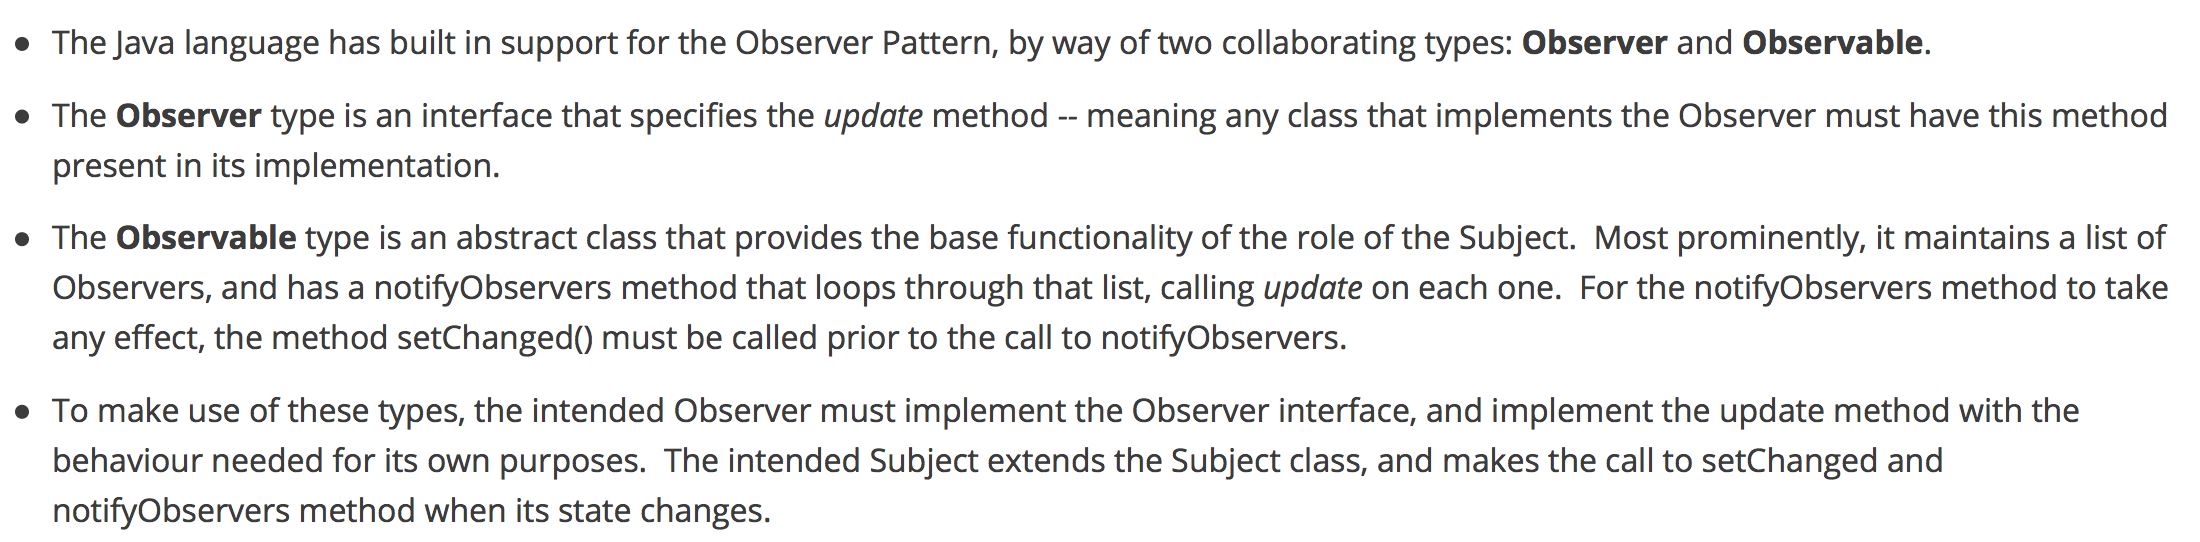 • The Java language has built in support for the Observer Pattern, by way of two collaborating types: Observer and Observable.
• The Observer type is an interface that specifies the update method -- meaning any class that implements the Observer must have this method
present in its implementation.
• The Observable type is an abstract class that provides the base functionality of the role of the Subject.  Most prominently, it maintains a list of
Observers, and has a notifyObservers method that loops through that list, calling update on each one.  For the notifyObservers method to take
any effect, the method setChanged() must be called prior to the call to notifyObservers.
• To make use of these types, the intended Observer must implement the Observer interface, and implement the update method with the
behaviour needed for its own purposes.  The intended Subject extends the Subject class, and makes the call to setChanged and
notifyObservers method when its state changes.